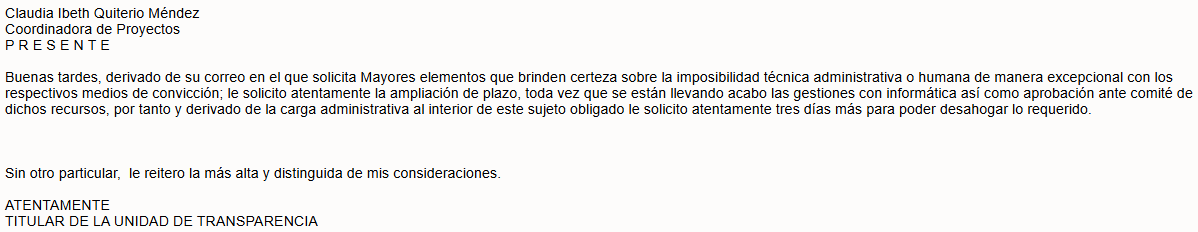 Claudia Ibeth Quiterio Méndez
Coordinadora de Proyectos
P R E S E N T E
Buenas tardes, derivado de su correo en el que solicita Mayores elementos que brinden certeza sobre la imposibilidad técnica administrativa o humana de manera excepcional con los
respectivos medios de convicción; le solicito atentamente la ampliación de plazo, toda vez que se están llevando acabo las gestiones con informática así como aprobación ante comité de
dichos recursos, por tanto y derivado de la carga administrativa al interior de este sujeto obligado le solicito atentamente tres días más para poder desahogar lo requerido.
Sin otro particular,  le reitero la más alta y distinguida de mis consideraciones.
ATENTAMENTE
TITULAR DE LA UNIDAD DE TRANSPARENCIA